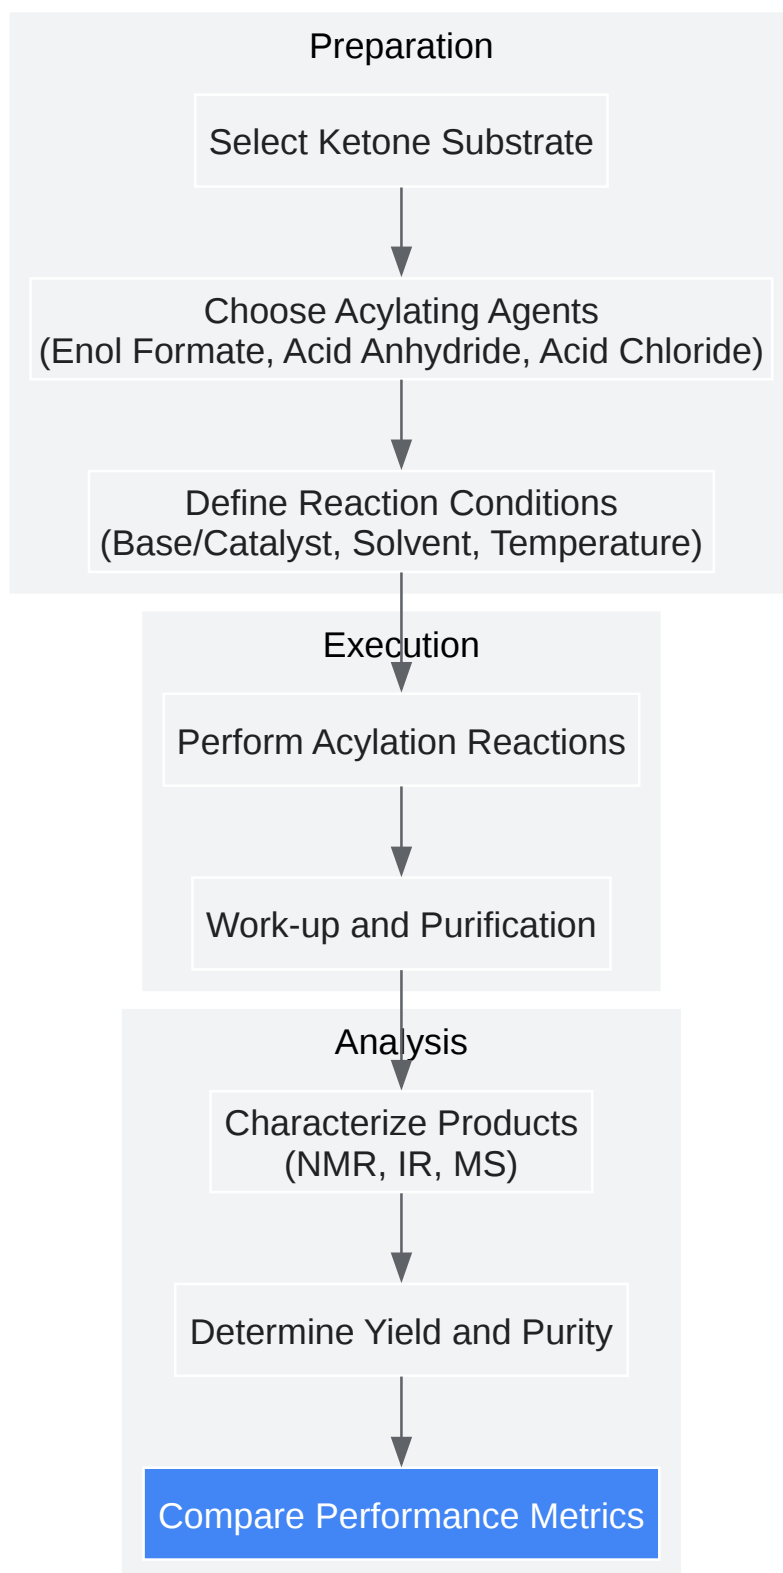 Preparation
Select Ketone Substrate
Choose Acylating Agents
(Enol Formate, Acid Anhydride, Acid Chloride)
Define Reaction Conditions
(Base/Catalyst, Solvent, Temperature)
Execution
Perform Acylation Reactions
Work-up and Purification
Analysis
Characterize Products
(NMR, IR, MS)
Determine Yield and Purity
Compare Performance Metrics